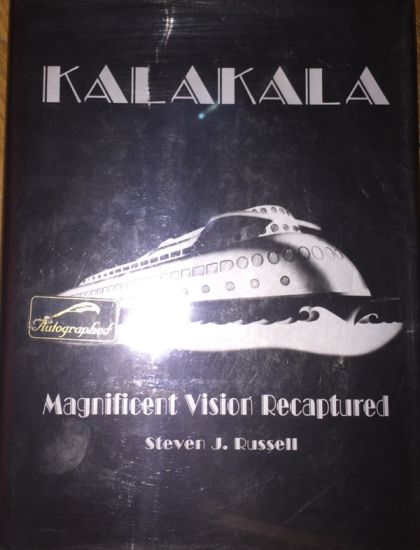 KALAKALA
Autographed
Magnificent Vision Recaptured
Steven J. Russell